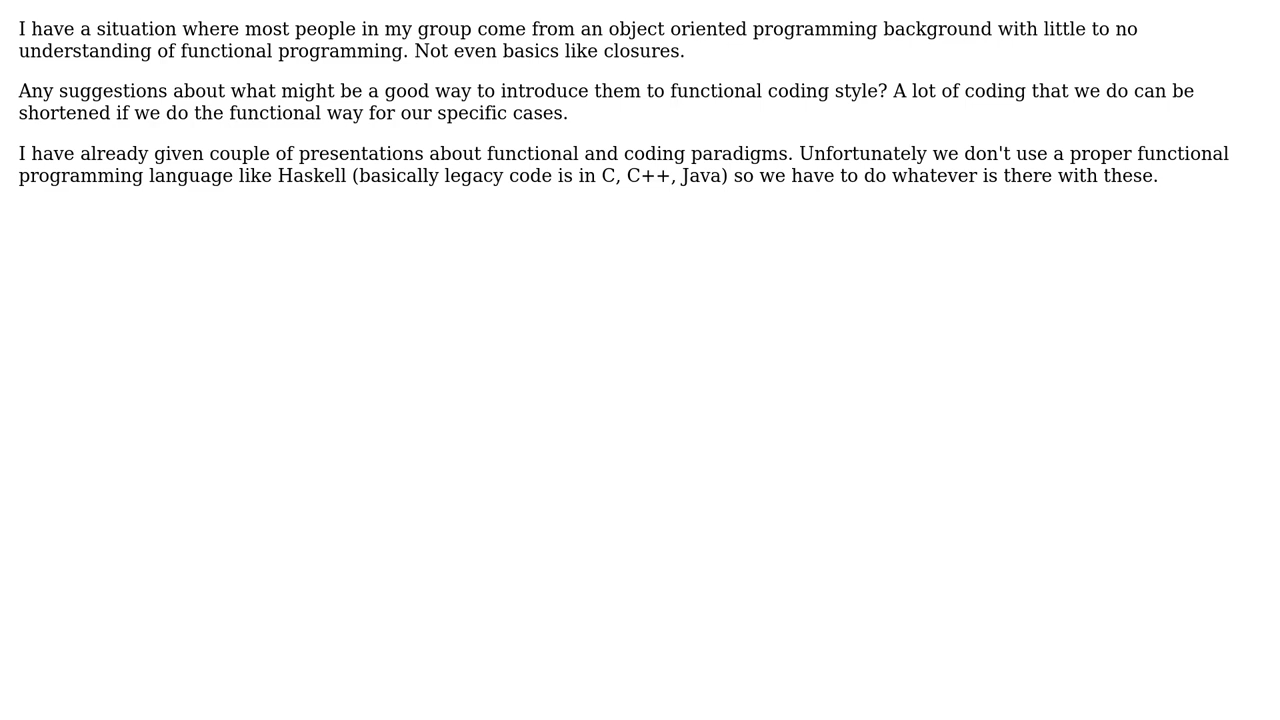 I have a situation where most people in my group come from an object oriented programming background with little to no
understanding of functional programming. Not even basics like closures.
Any suggestions about what might be a good way to introduce them to functional coding style? A lot of coding that we do can be
shortened if we do the functional way for our specific cases.
I have already given couple of presentations about functional and coding paradigms. Unfortunately we don't use a proper functional
programming language like Haskell (basically legacy code is in C, C++, Java) so we have to do whatever is there with these.